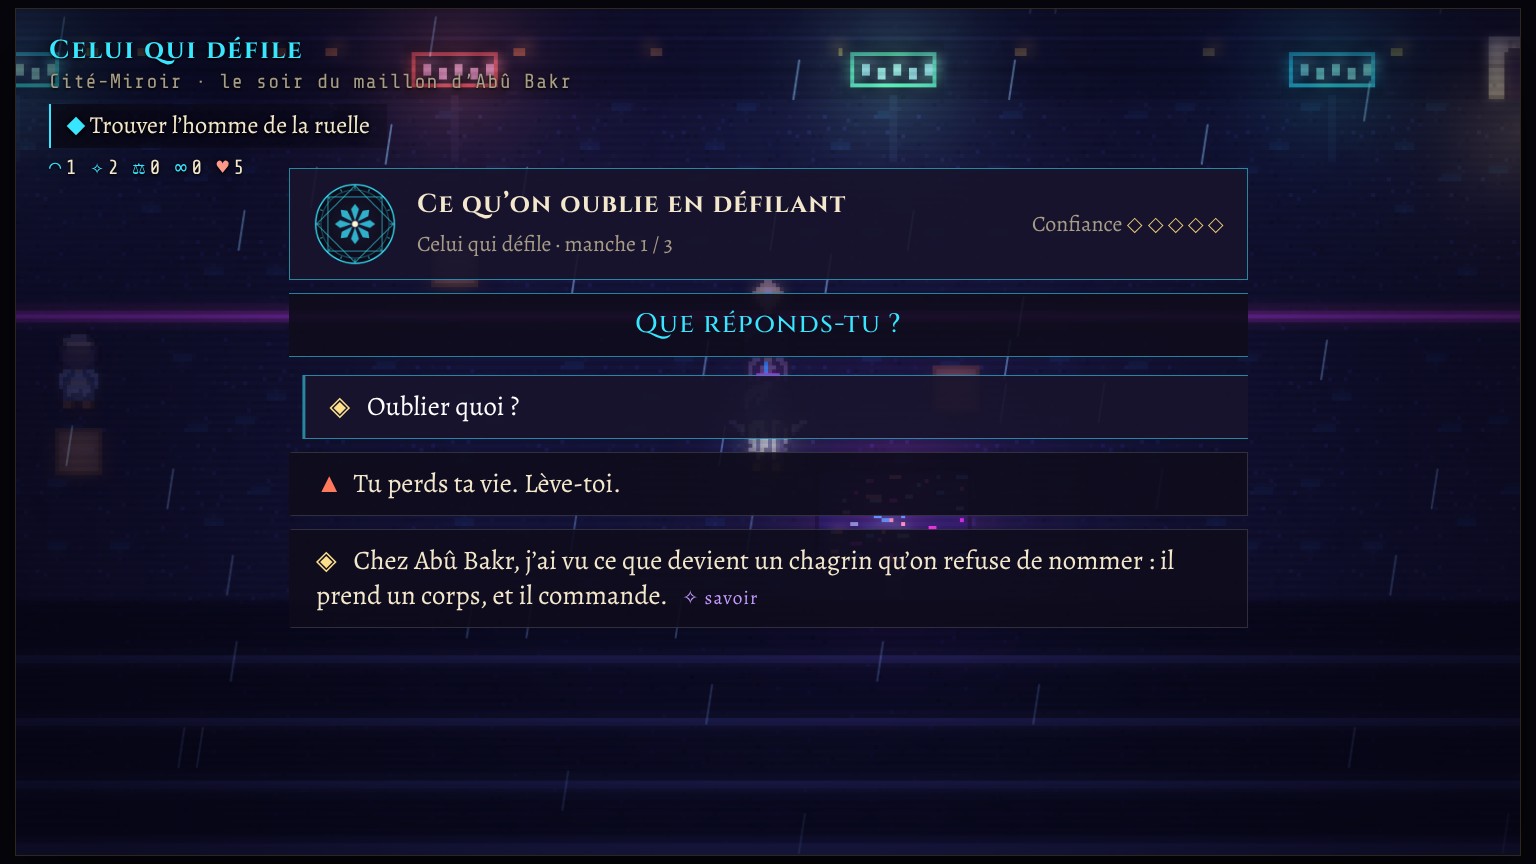 Celui qui défile
Cité-Miroir · le soir du maillon d'Abû Bakr
◆ Trouver l’homme de la ruelle
◠1 ✧2 ⚖0 ∞0 ♥5
Ce qu’on oublie en défilant
Celui qui défile · manche 1 / 3
Confiance ◇◇◇◇◇
Que réponds-tu ?
◈ Oublier quoi ?
▲ Tu perds ta vie. Lève-toi.
◈ Chez Abû Bakr, j’ai vu ce que devient un chagrin qu’on refuse de nommer : il
prend un corps, et il commande. ✧ savoir